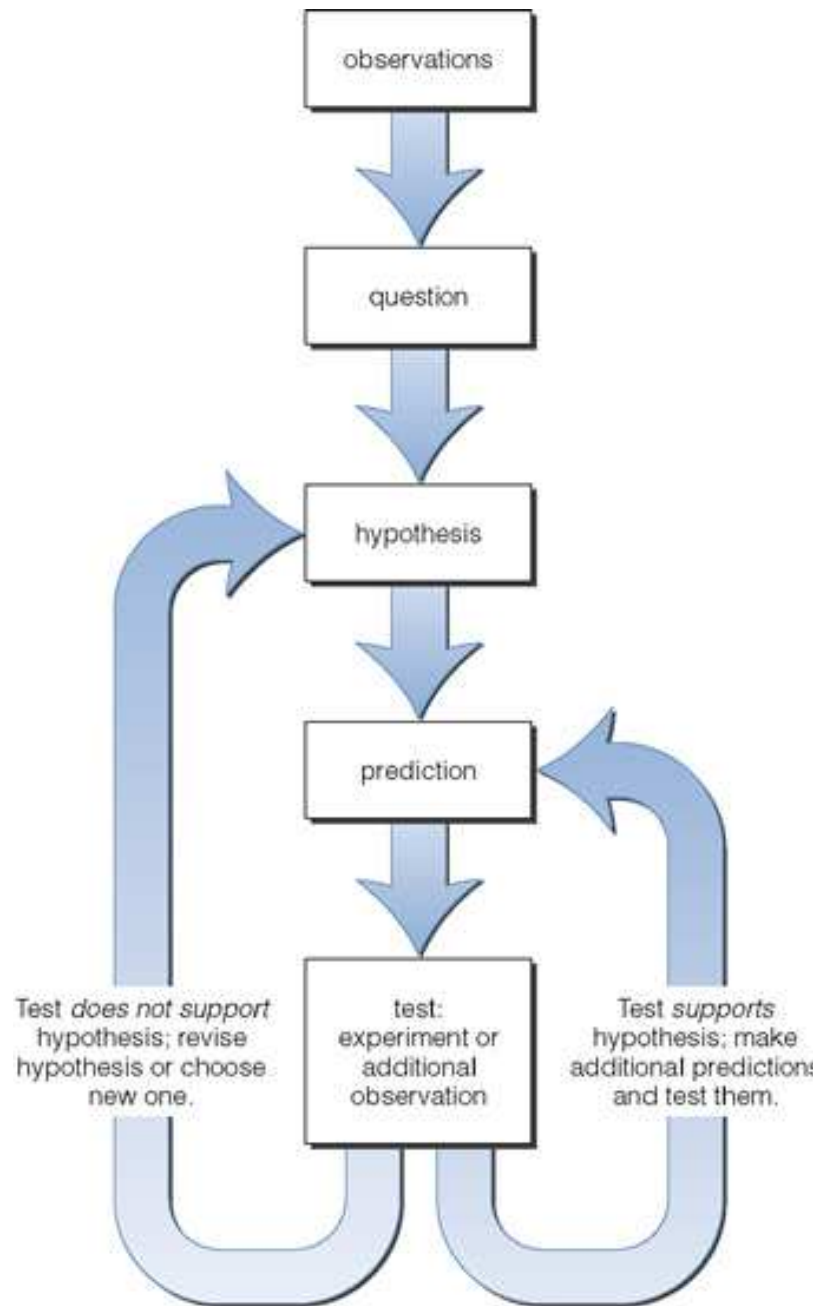 observations
question
hypothesis
prediction
Test does not support
hypothesis; revise
hypothesis or choose
new one.
test:
experiment or
additional
observation
Test supports
hypothesis; make
additional predictions
and test them.